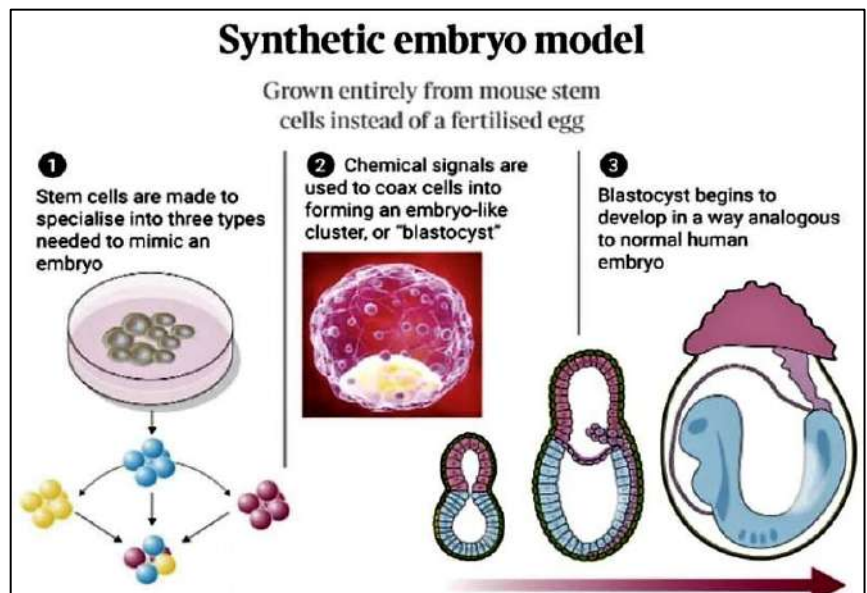 Synthetic embryo model
Grown entirely from mouse stem
cells instead of a fertilised egg
1
Stem cells are made to
specialise into three types
needed to mimic an
embryo
2 Chemical signals are
used to coax cells into
forming an embryo-like
cluster, or "blastocyst"
3
Blastocyst begins to
develop in a way analogous
to normal human
embryo